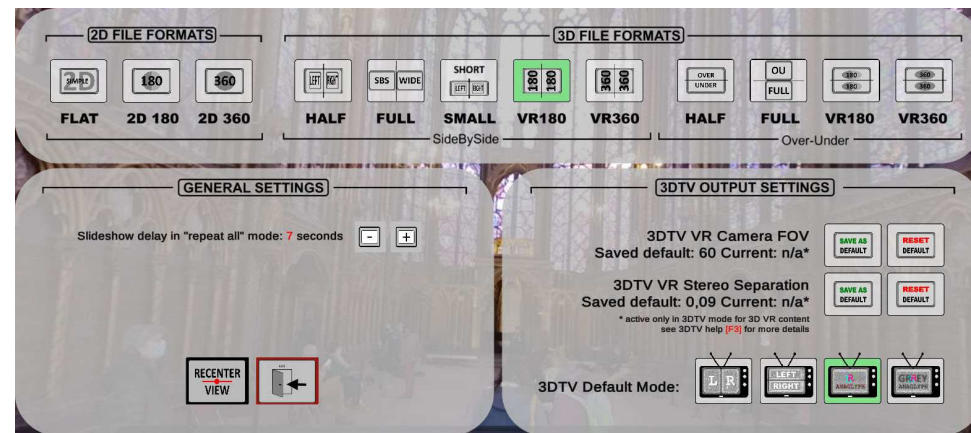 2D FILE FORMATS
3D FILE FORMATS
SIMPLE
2D
180
360
LEFT RIGHT
SBS WIDE
SHORT
LEFT RIGHT
180 180
360 360
OVER
UNDER
OU
FULL
180
180
360
360
FLAT 2D 180 2D 360
HALF FULL SMALL VR180 VR360
HALF FULL VR180 VR360
SideBySide
Over-Under
GENERAL SETTINGS
Slideshow delay in "repeat all" mode: 7 seconds
- +
RECENTER
VIEW
3DTV OUTPUT SETTINGS
3DTV VR Camera FOV
Saved default: 60 Current: n/a*
SAVE AS
DEFAULT
RESET
DEFAULT
3DTV VR Stereo Separation
Saved default: 0,09 Current: n/a*
SAVE AS
DEFAULT
RESET
DEFAULT
* active only in 3DTV mode for 3D VR content
see 3DTV help [F3] for more details
3DTV Default Mode:
L R
LEFT
RIGHT
R
ANAGLYPH
GRREY
ANAGLYPH